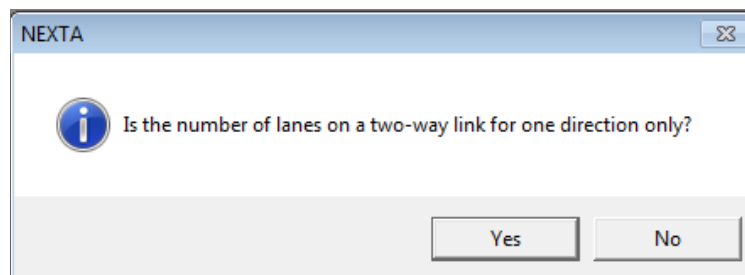 NEXTA
Is the number of lanes on a two-way link for one direction only?
Yes
No